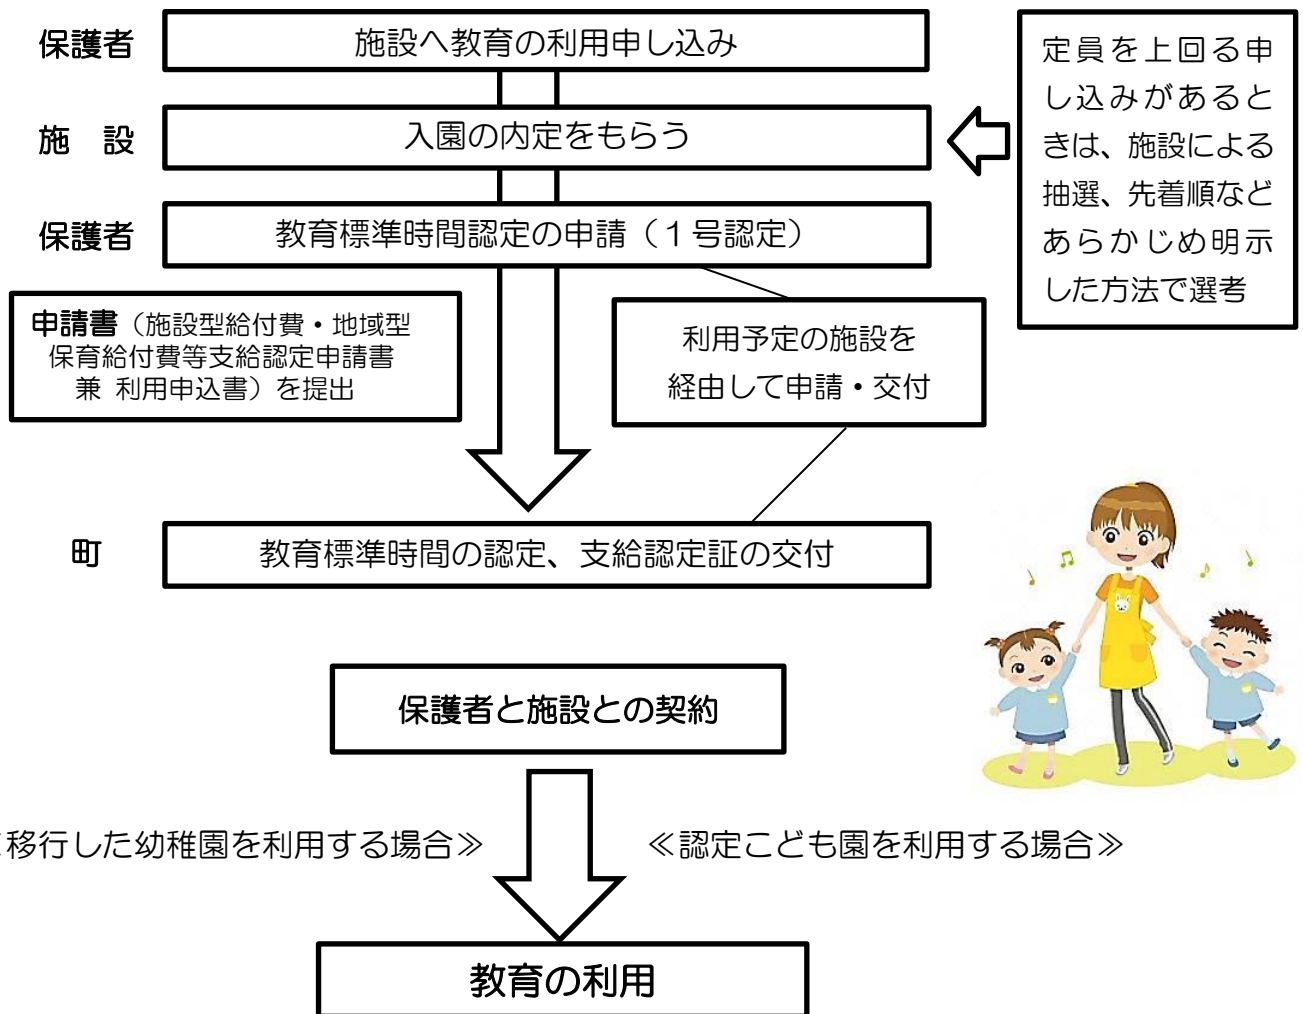 保護者
施設へ教育の利用申し込み
定員を上回る申
し込みがあると
きは、施設による
抽選、先着順など
あらかじめ明示
した方法で選考
施 設
入園の内定をもらう
保護者
教育標準時間認定の申請（１号認定）
申請書（施設型給付費・地域型
保育給付費等支給認定申請書
兼 利用申込書）を提出
利用予定の施設を
経由して申請・交付
町
教育標準時間の認定、支給認定証の交付
保護者と施設との契約
移行した幼稚園を利用する場合≫
≪認定こども園を利用する場合≫
教育の利用